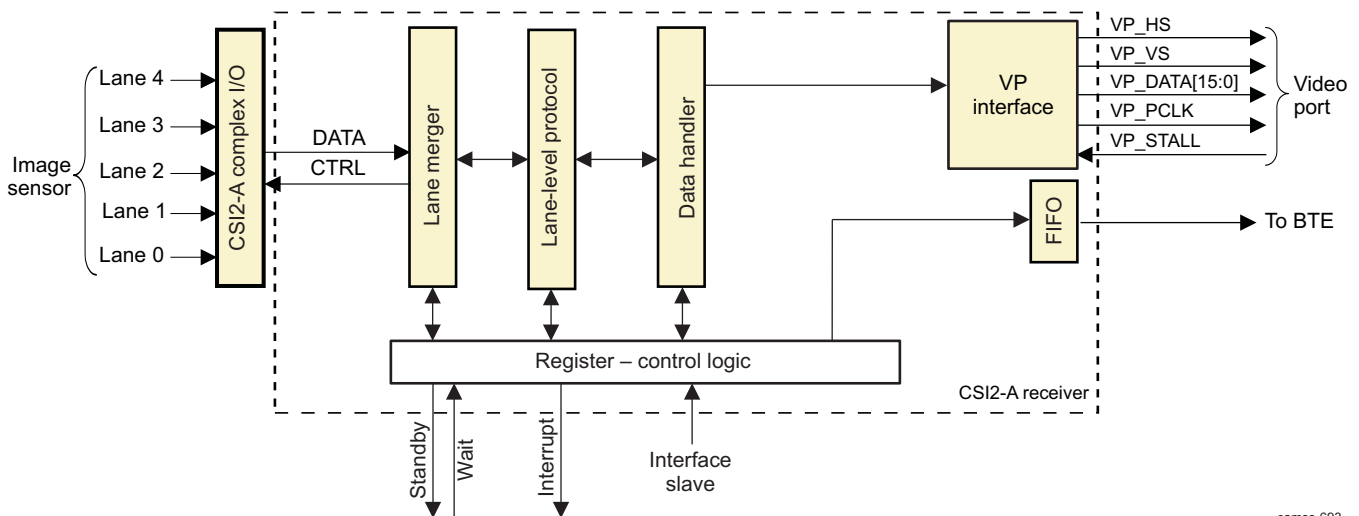 Image
sensor
Lane 4
Lane 3
Lane 2
Lane 1
Lane 0
CSI2-A complex I/O
DATA
CTRL
Lane merger
Lane-level protocol
Data handler
VP
interface
VP_HS
VP_VS
VP_DATA[15:0]
VP_PCLK
VP_STALL
Video
port
FIFO
To BTE
Register – control logic
CSI2-A receiver
Standby
Wait
Interrupt
Interface
slave